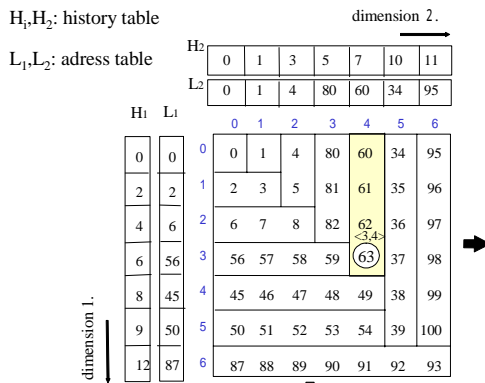 Hi,H2: history table
dimension 2.
L1,L2: adress table
H2 0 1 3 5 7 10 11
L2 0 1 4 80 60 34 95
H1 L1
0 1 2 3 4 5 6
0 0 0 0 1 4 80 60 34 95
2 2 1 2 3 5 81 61 35 96
4 6 2 6 7 8 82 62 36 97
<3,4>
6 56 3 56 57 58 59 63 37 98
8 45 4 45 46 47 48 49 38 99
9 50 5 50 51 52 53 54 39 100
12 87 6 87 88 89 90 91 92 93
dimension 1.